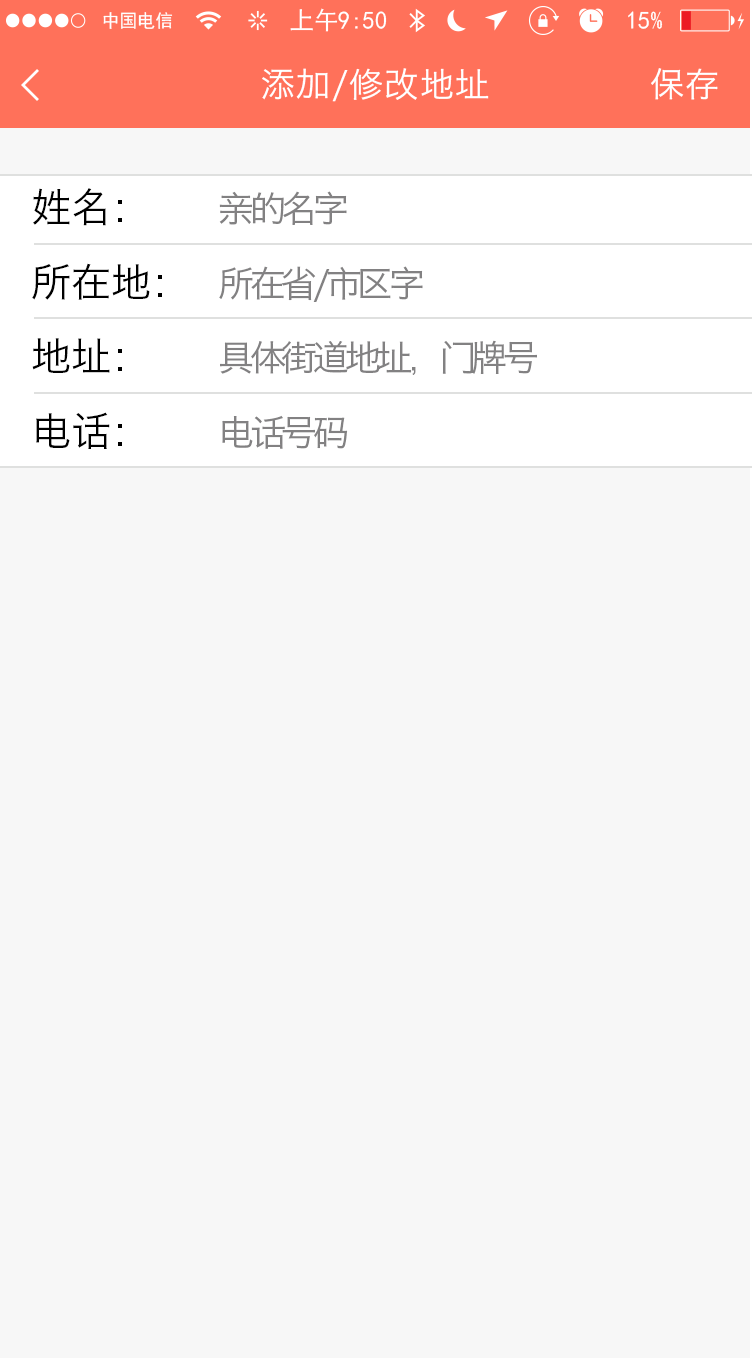 中国电信 上午9:50 15%
添加/修改地址 保存
姓名: 亲的名字
所在地: 所在省/市区字
地址: 具体街道地址, 门牌号
电话: 电话号码